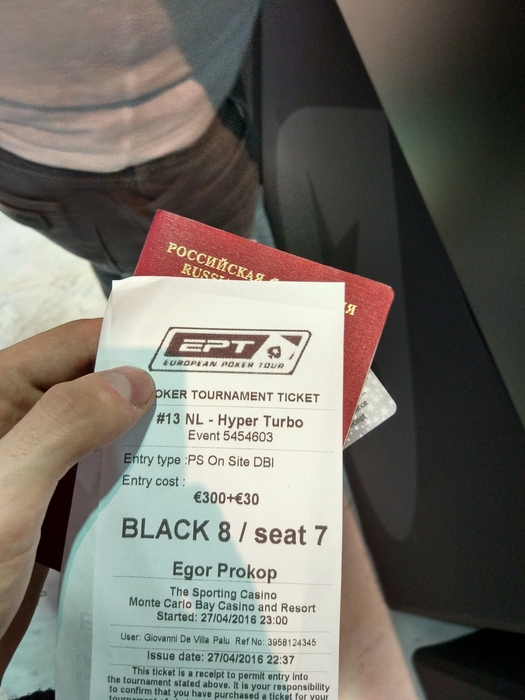 РОССИЙСКАЯ
EPT
EUROPEAN POKER TOUR
OKER TOURNAMENT TICKET
#13 NL - Hyper Turbo
Event 5454603
Entry type :PS On Site DBI
Entry cost :
€300+€30
BLACK 8 / seat 7
Egor Prokop
The Sporting Casino
Monte Carlo Bay Casino and Resort
Started: 27/04/2016 23:00
User: Giovanni De Villa Palu Ref No: 3958124345
Issue date: 27/04/2016 22:37
This ticket is a receipt to permit entry into
the tournament stated above. It is your responsibility
to confirm that you have purchased a ticket for your